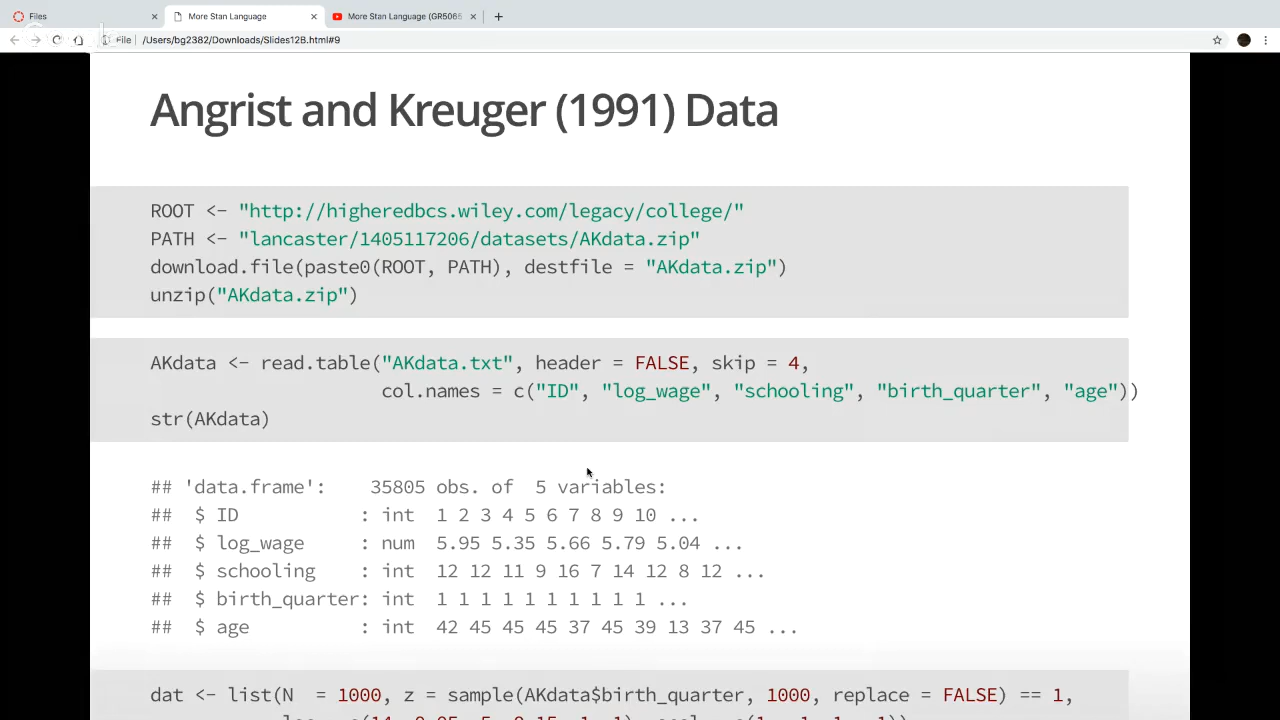 Files
More Stan Language
More Stan Language (GR5065
File
/Users/bg2382/Downloads/Slides12B.html#9
Angrist and Kreuger (1991) Data
ROOT <- "http://higheredbcs.wiley.com/legacy/college/"
PATH <- "lancaster/1405117206/datasets/AKdata.zip"
download.file(paste0(ROOT, PATH), destfile = "AKdata.zip")
unzip("AKdata.zip")
AKdata <- read.table("AKdata.txt", header = FALSE, skip = 4,
col.names = c("ID", "log_wage", "schooling", "birth_quarter", "age"))
str(AKdata)
## 'data.frame':    35805 obs. of  5 variables:
##  $ ID           : int  1 2 3 4 5 6 7 8 9 10 ...
##  $ log_wage     : num  5.95 5.35 5.66 5.79 5.04 ...
##  $ schooling    : int  12 12 11 9 16 7 14 12 8 12 ...
##  $ birth_quarter: int  1 1 1 1 1 1 1 1 1 1 ...
##  $ age          : int  42 45 45 45 37 45 39 13 37 45 ...
dat <- list(N  = 1000, z = sample(AKdata$birth_quarter, 1000, replace = FALSE) == 1,